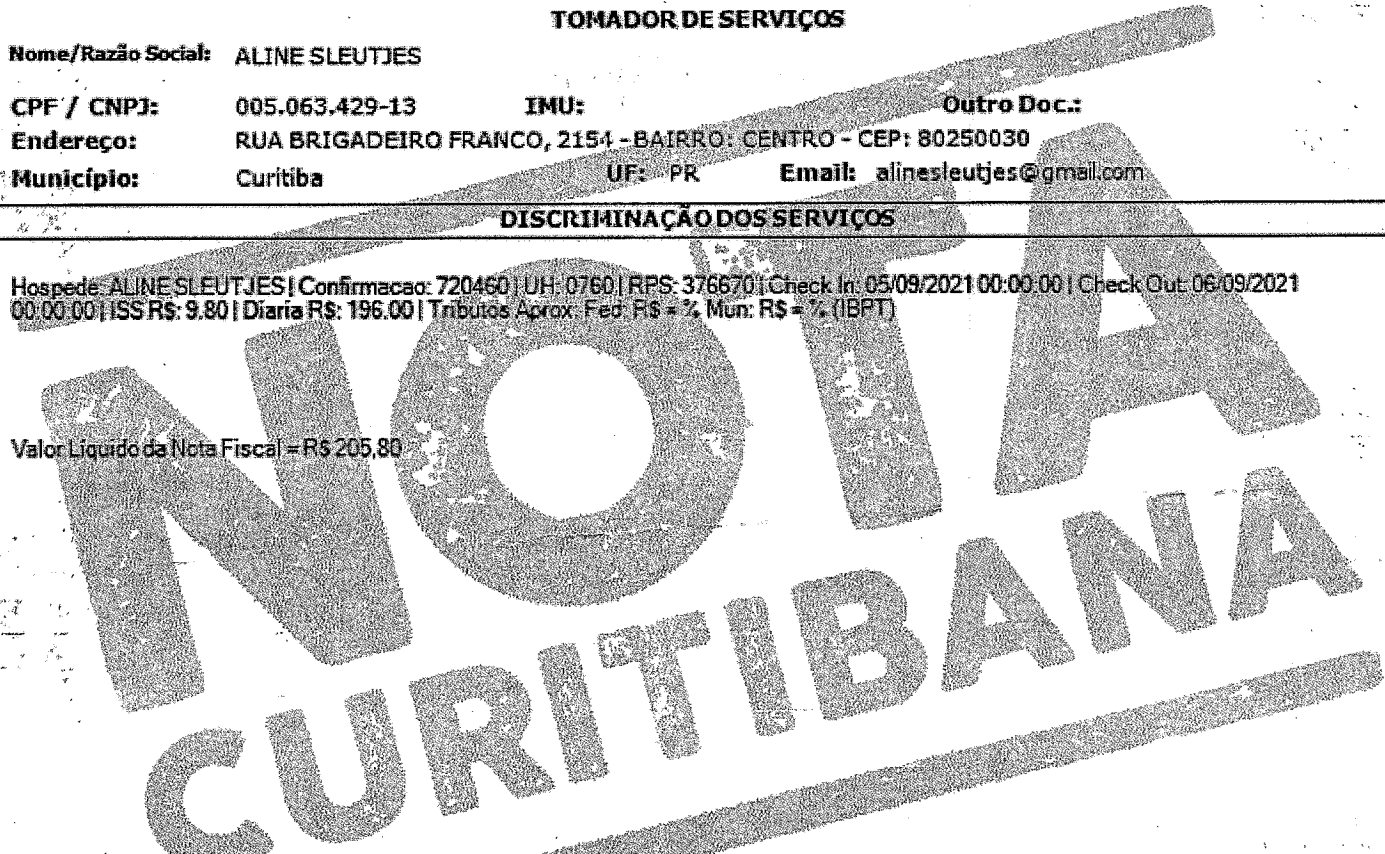 TOMADOR DE SERVIÇOS
Nome/Razão Social: ALINE SLEUTJES
CPF / CNPJ: 005.063.429-13 IMU: Outro Doc.:
Endereço: RUA BRIGADEIRO FRANCO, 2154 - BAIRRO: CENTRO - CEP: 80250030
Município: Curitiba UF: PR Email: alinesleutjes@gmail.com
DISCRIMINAÇÃO DOS SERVIÇOS
Hospede: ALINE SLEUTJES | Confirmacao: 720460 | UH: 0760 | RPS: 376670 | Check In: 05/09/2021 00:00:00 | Check Out: 06/09/2021
00:00:00 | ISS R$: 9.80 | Diaria R$: 196.00 | Tributos Aprox: Fed: R$ = % Mun: R$ = % (IBPT)
Valor Líquido da Nota Fiscal = R$ 205,80
NOTA
CURITIBANA